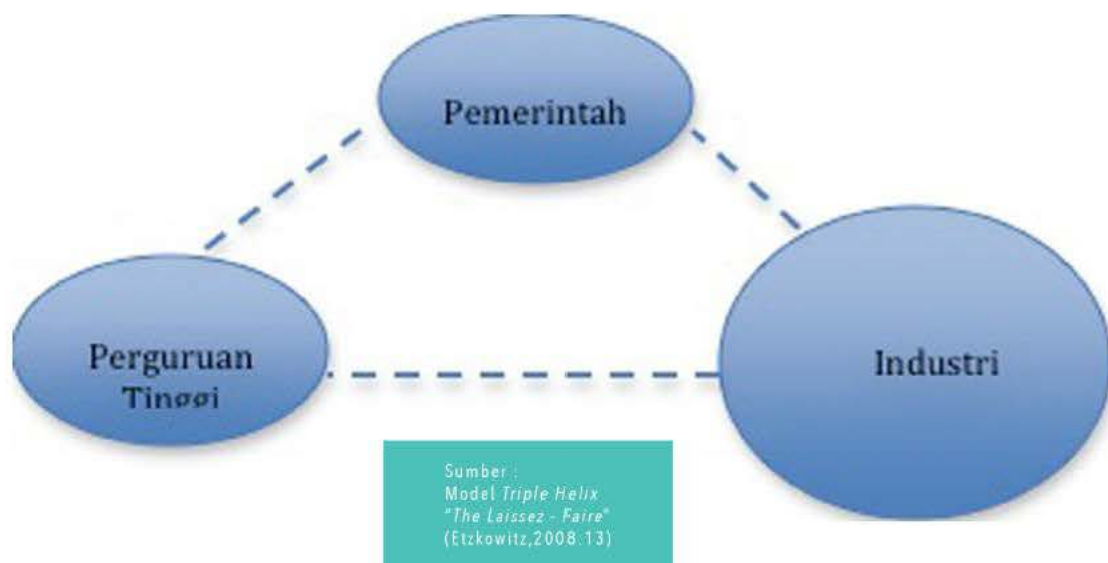 Pemerintah
Perguruan
Tinggi
Industri
Sumber :
Model Triple Helix
"The Laissez - Faire"
(Etzkowitz,2008:13)